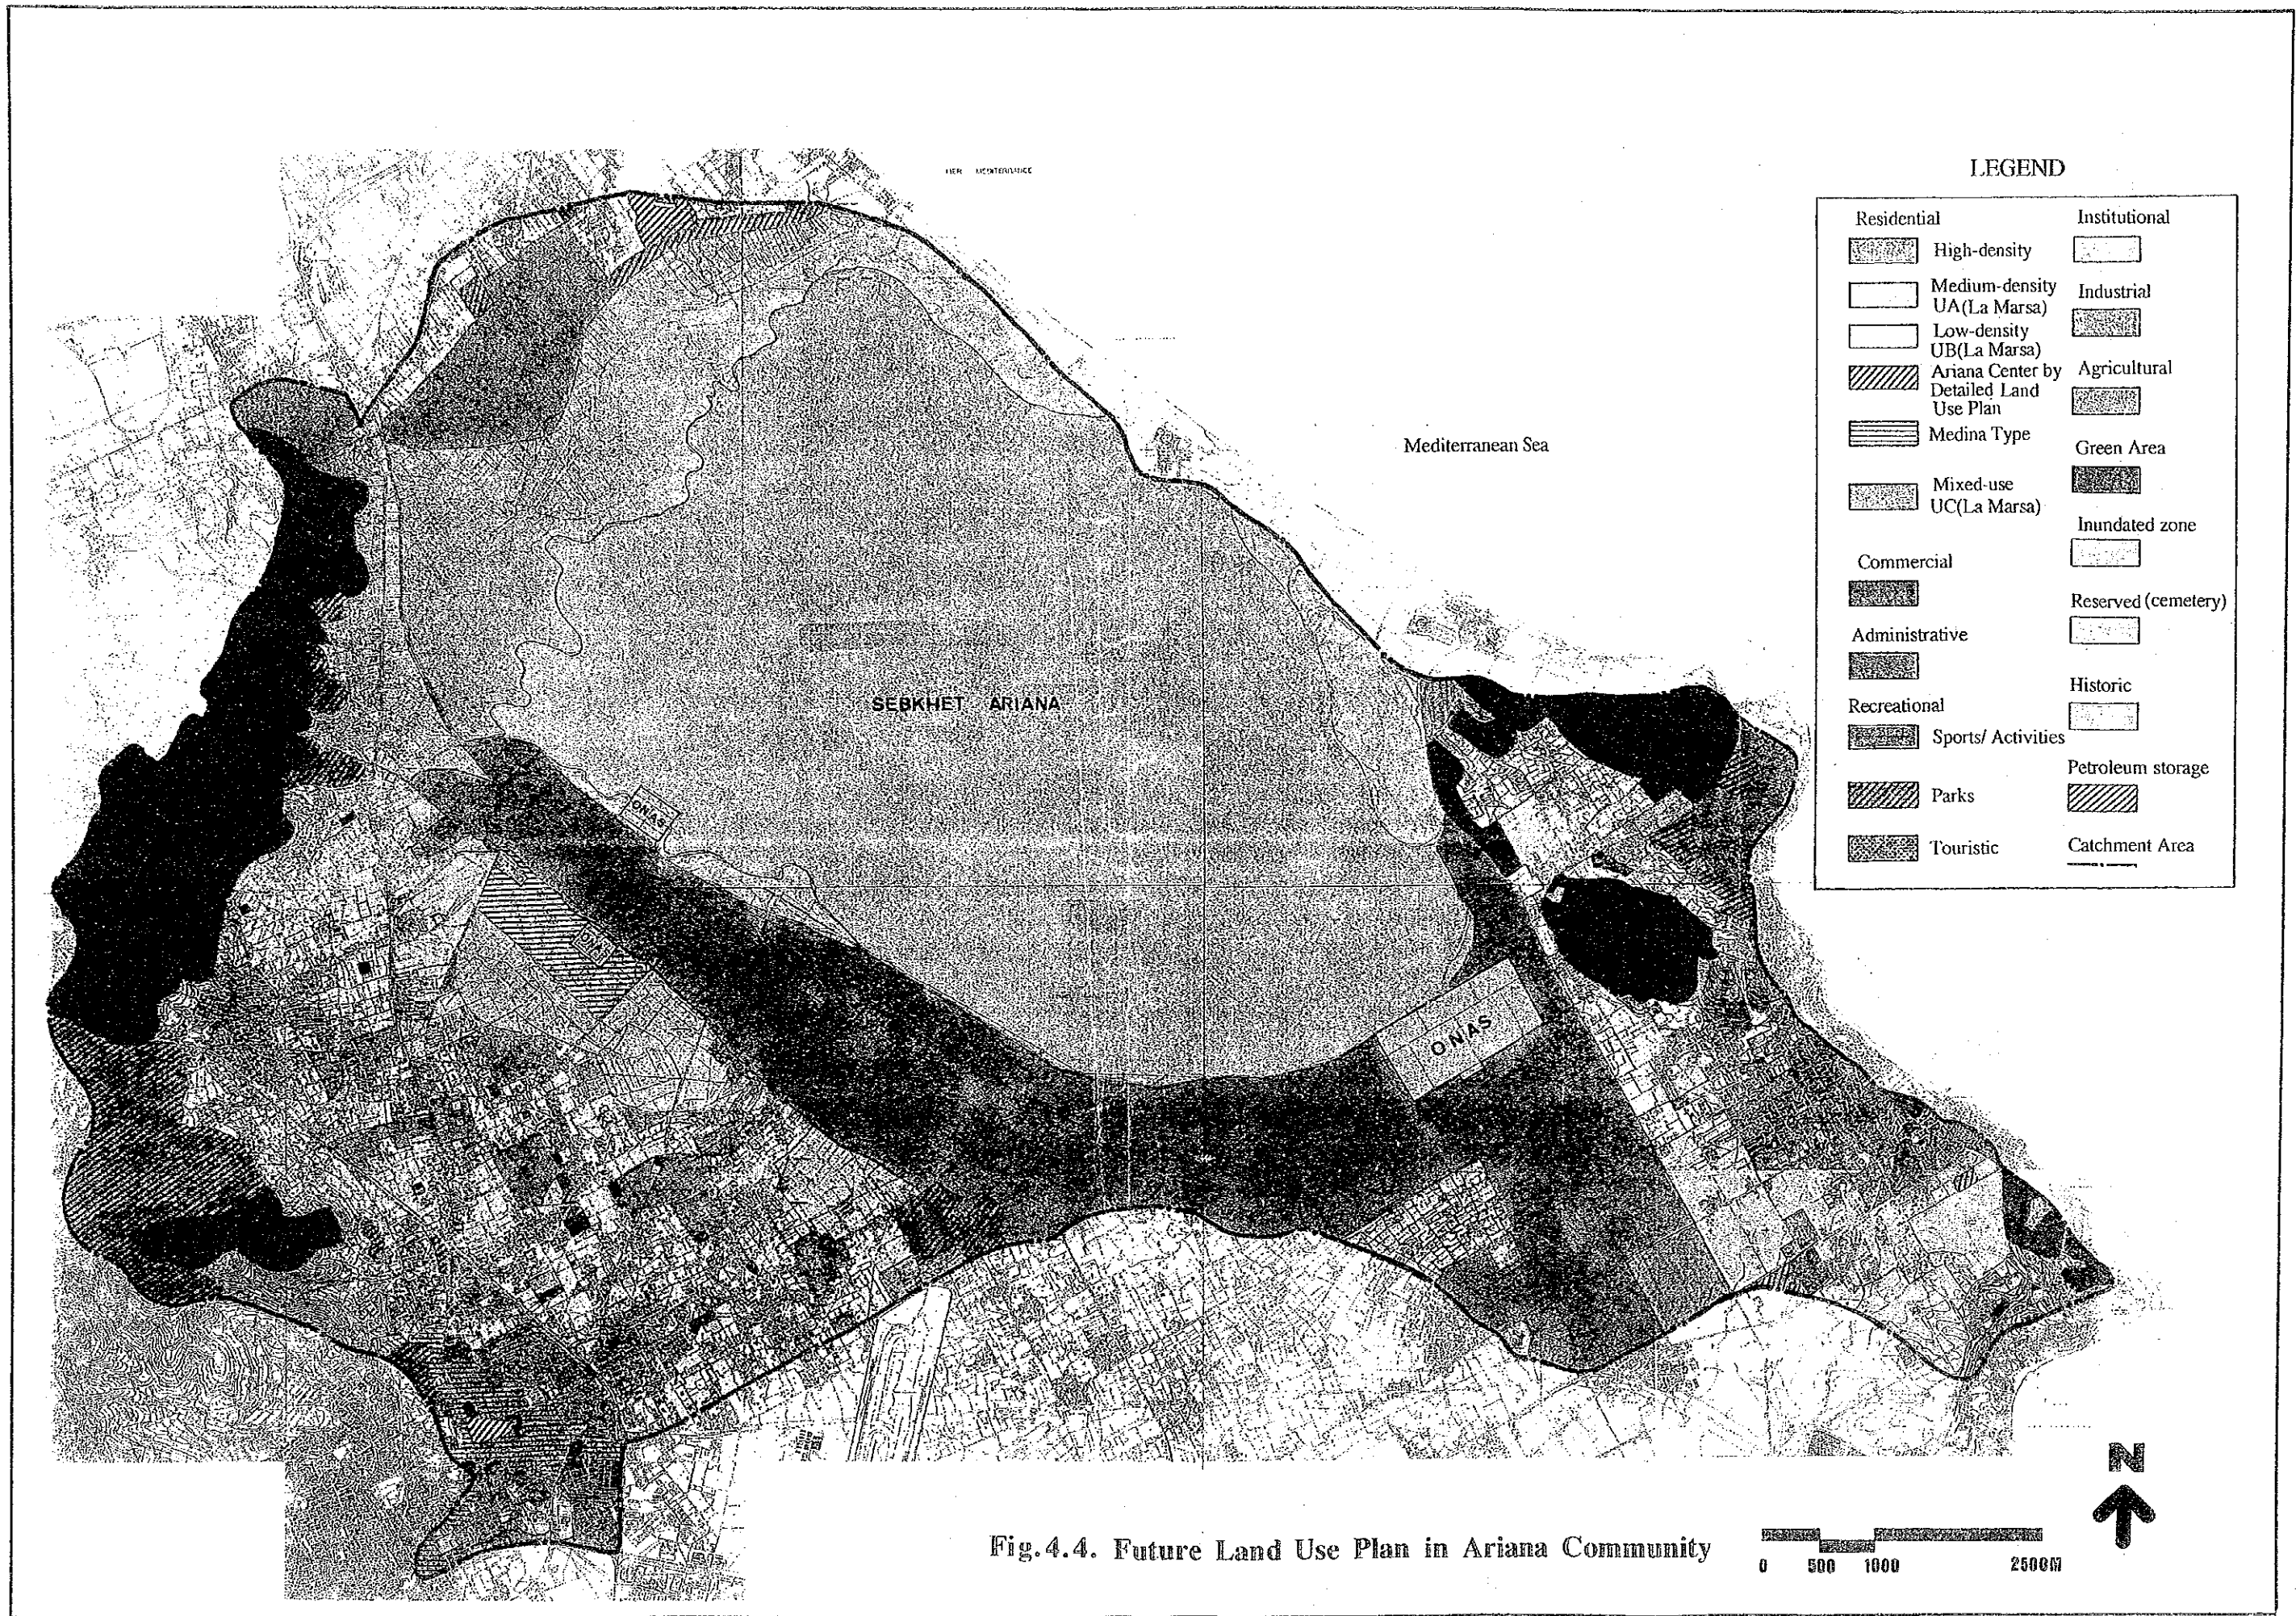 MER MEDITERRANEE
LEGEND
Residential
High-density
Medium-density
UA(La Marsa)
Low-density
UB(La Marsa)
Ariana Center by
Detailed Land
Use Plan
Medina Type
Mixed-use
UC(La Marsa)
Commercial
Administrative
Recreational
Sports/ Activities
Parks
Touristic
Institutional
Industrial
Agricultural
Green Area
Inundated zone
Reserved (cemetery)
Historic
Petroleum storage
Catchment Area
Mediterranean Sea
SEBKHET ARIANA
ONAS
ONAS
ONAS
Fig.4.4. Future Land Use Plan in Ariana Community
0 500 1000 2500M
N